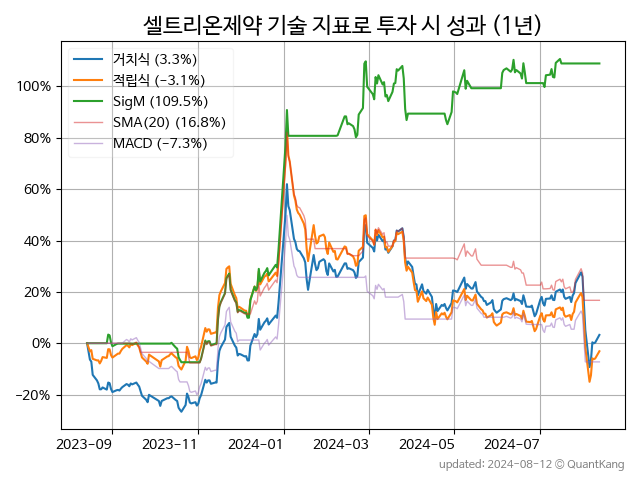 셀트리온제약 기술 지표로 투자 시 성과 (1년)
거치식 (3.3%)
적립식 (−3.1%)
SigM (109.5%)
SMA(20) (16.8%)
MACD (−7.3%)
100%
80%
60%
40%
20%
0%
−20%
2023−09 2023−11 2024−01 2024−03 2024−05 2024−07
updated: 2024−08−12 © QuantKang